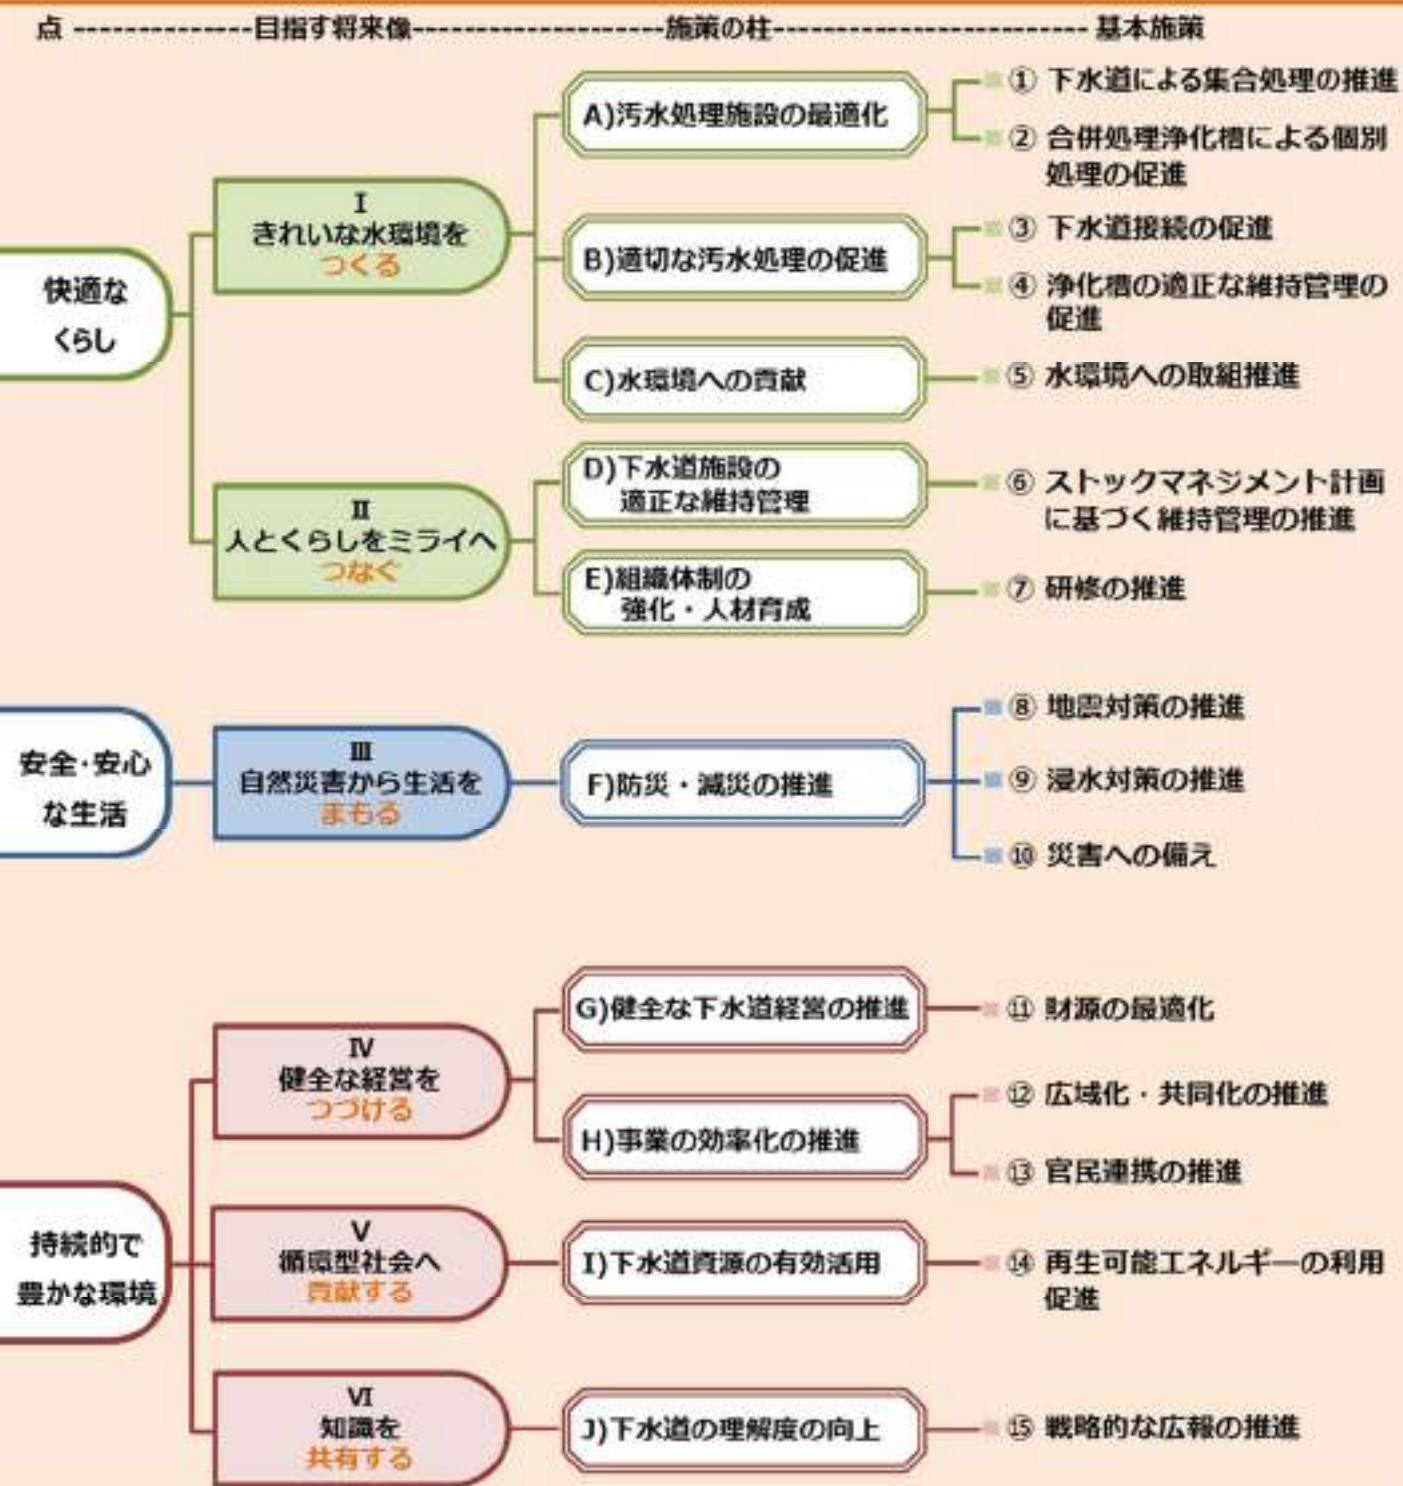 点 --------------目指す将来像--------------------施策の柱------------------------- 基本施策
快適な
くらし
Ⅰ
きれいな水環境を
つくる
A)汚水処理施設の最適化
① 下水道による集合処理の推進
② 合併処理浄化槽による個別
処理の促進
B)適切な汚水処理の促進
③ 下水道接続の促進
④ 浄化槽の適正な維持管理の
促進
C)水環境への貢献
⑤ 水環境への取組推進
Ⅱ
人とくらしをミライへ
つなぐ
D)下水道施設の
適正な維持管理
⑥ ストックマネジメント計画
に基づく維持管理の推進
E)組織体制の
強化・人材育成
⑦ 研修の推進
安全・安心
な生活
Ⅲ
自然災害から生活を
まもる
F)防災・減災の推進
⑧ 地震対策の推進
⑨ 浸水対策の推進
⑩ 災害への備え
持続的で
豊かな環境
Ⅳ
健全な経営を
つづける
G)健全な下水道経営の推進
⑪ 財源の最適化
H)事業の効率化の推進
⑫ 広域化・共同化の推進
⑬ 官民連携の推進
Ⅴ
循環型社会へ
貢献する
I)下水道資源の有効活用
⑭ 再生可能エネルギーの利用
促進
Ⅵ
知識を
共有する
J)下水道の理解度の向上
⑮ 戦略的な広報の推進